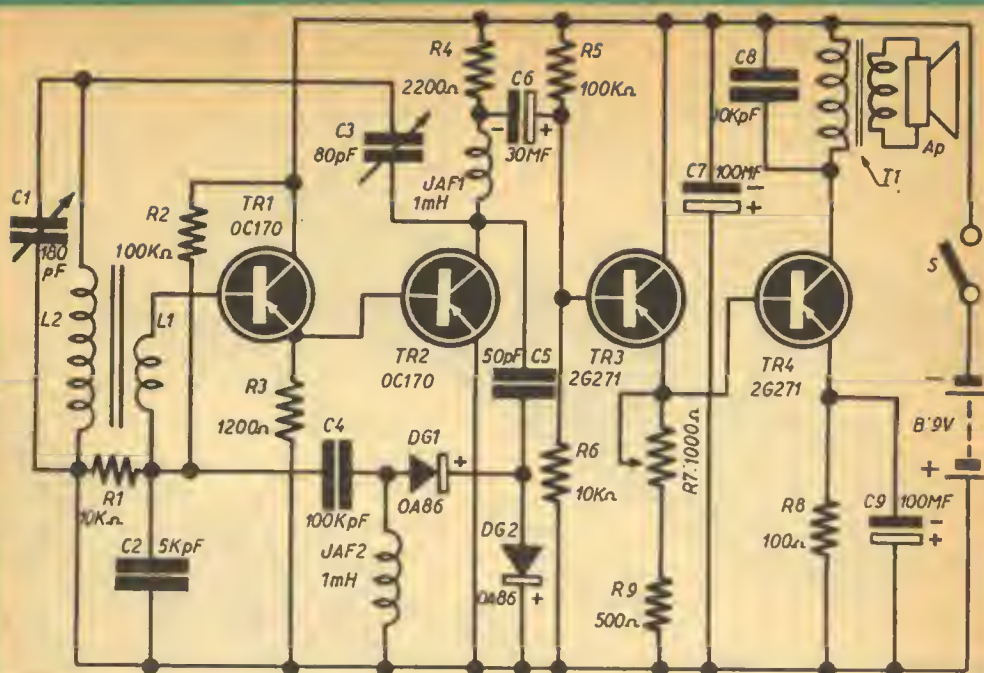 R4
2200Ω
C6
- +
30MF
R5
100KΩ
C8
10KpF
Ap
T1
C1
180
pF
C3
80pF
JAF1
1mH
C7 100MF
-
+
R2
100KΩ
TR1
OC170
L2
L1
S
TR2
OC170
50pF C5
TR3
2G271
TR4
2G271
R3
1200Ω
C4
100KpF
DG1
+
OA86
R6
10KΩ
R7:1000Ω
-
B:9V
+
R1
10KΩ
C2 5KpF
JAF2
1mH
DG2
OA86 +
R9
500Ω
R8
100Ω
C9 100MF
-
+